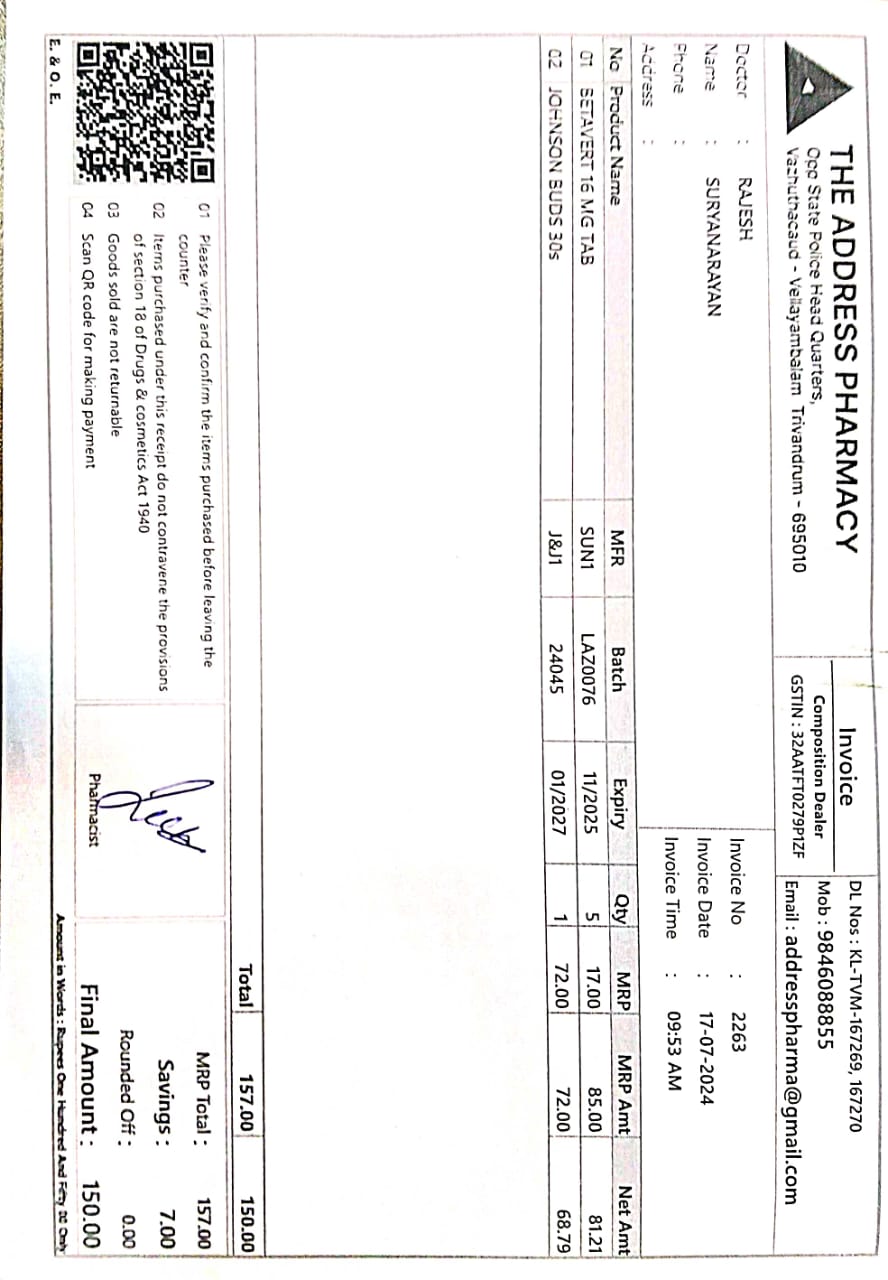 THE ADDRESS PHARMACY
Opp State Police Head Quarters,
Vazhuthacaud - Vellayambalam Trivandrum - 695010
Invoice
Composition Dealer
GSTIN : 32AATFT0279P1ZF
DL Nos : KL-TVM-167269, 167270
Mob : 9846088855
Email : addresspharma@gmail.com
Doctor : RAJESH
Name : SURYANARAYAN
Phone :
Address :
Invoice No : 2263
Invoice Date : 17-07-2024
Invoice Time : 09:53 AM
No Product Name MFR Batch Expiry Qty MRP MRP Amt Net Amt
01 BETAVERT 16 MG TAB SUN1 LAZ0076 11/2025 5 17.00 85.00 81.21
02 JOHNSON BUDS 30s J&J1 24045 01/2027 1 72.00 72.00 68.79
Total 157.00 150.00
01 Please verify and confirm the items purchased before leaving the
counter
02 Items purchased under this receipt do not contravene the provisions
of section 18 of Drugs & cosmetics Act 1940
03 Goods sold are not returnable
04 Scan QR code for making payment
Pharmacist
MRP Total : 157.00
Savings : 7.00
Rounded Off : 0.00
Final Amount : 150.00
E. & O. E.
Amount in Words : Rupees One Hundred And Fifty 00 Only